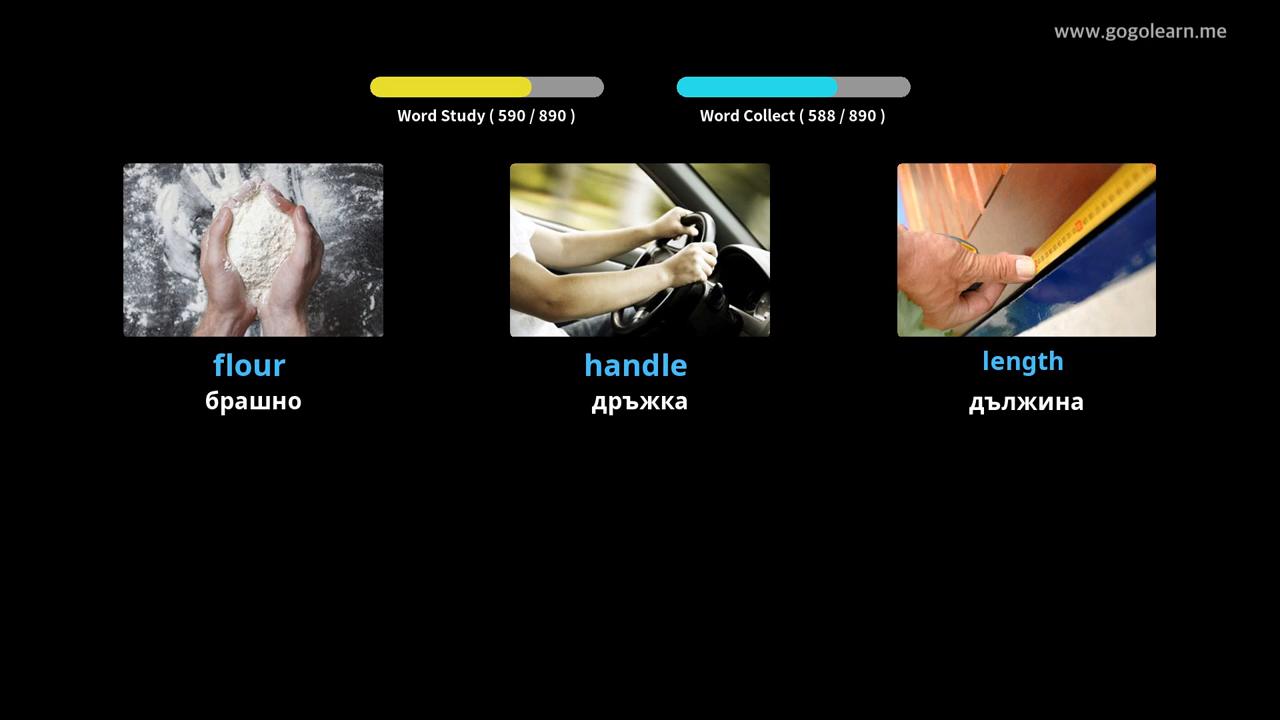 www.gogolearn.me
Word Study ( 590 / 890 )
Word Collect ( 588 / 890 )
flour
брашно
handle
дръжка
length
дължина